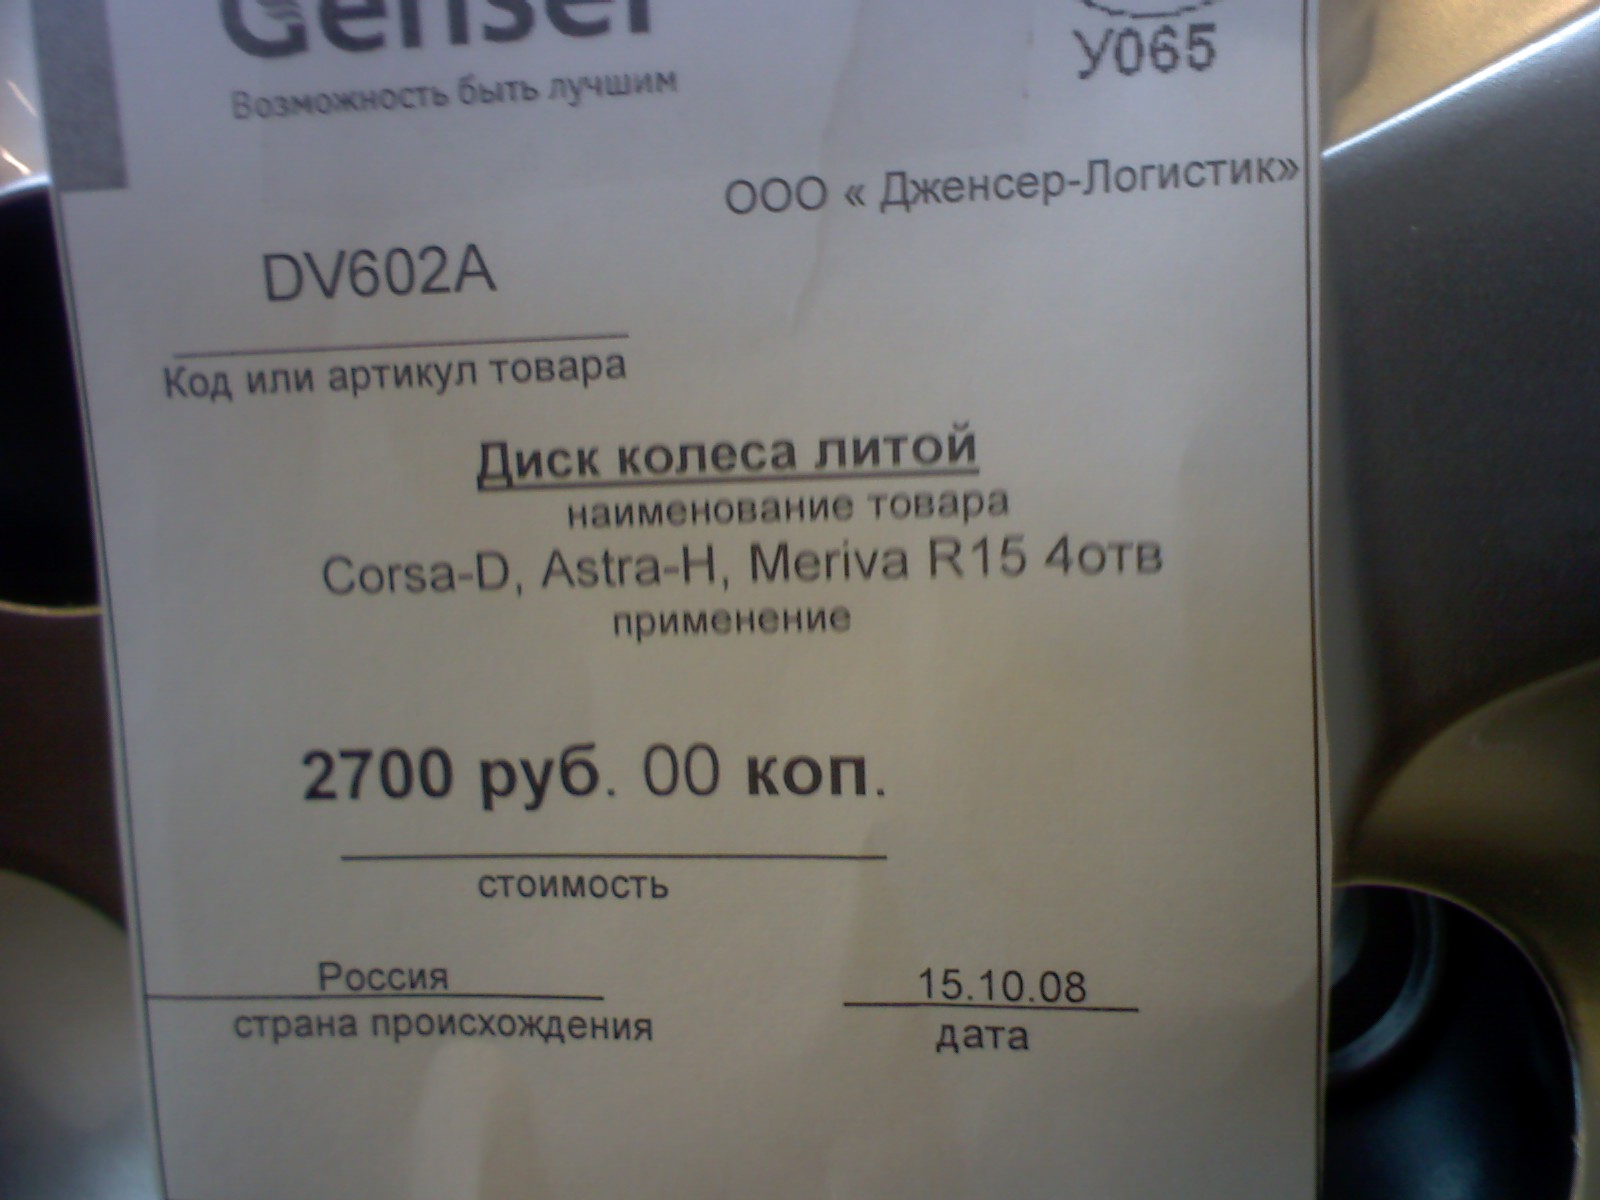 Genser
У065
Возможность быть лучшим
ООО « Дженсер-Логистик»
DV602A
Код или артикул товара
Диск колеса литой
наименование товара
Corsa-D, Astra-H, Meriva R15 4отв
применение
2700 руб. 00 коп.
стоимость
Россия
15.10.08
страна происхождения
дата